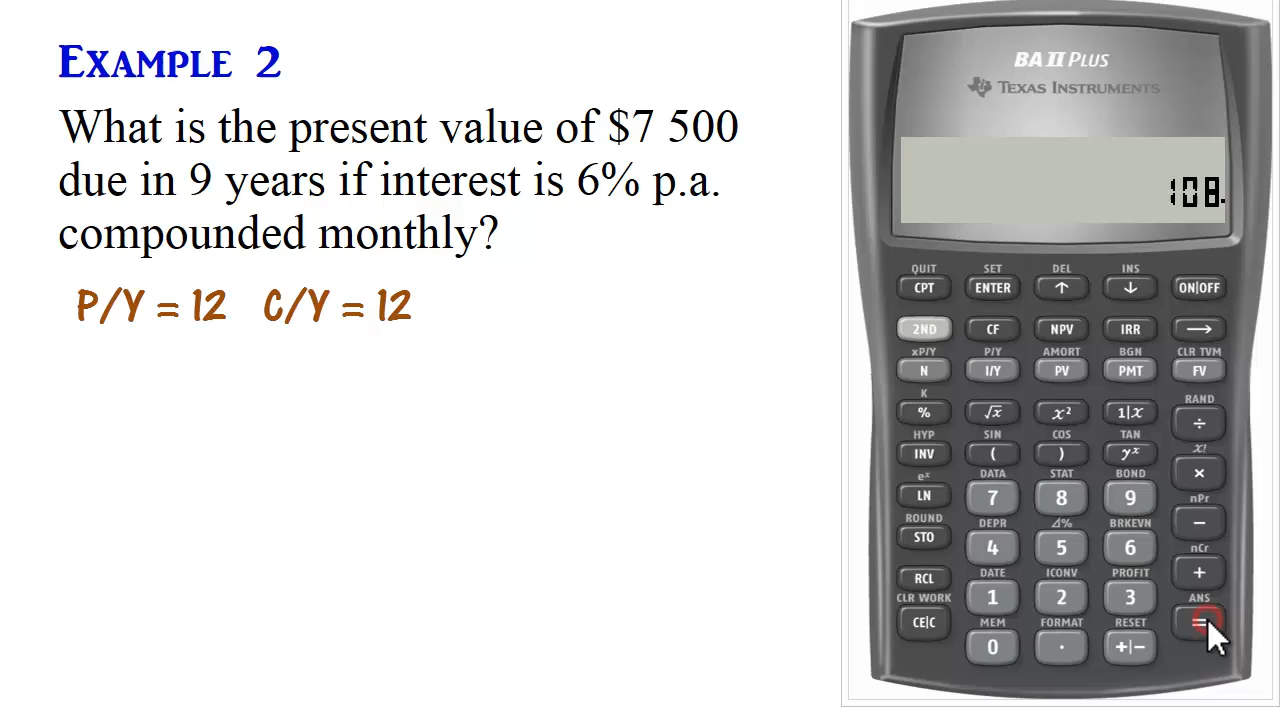 EXAMPLE 2
What is the present value of $7 500
due in 9 years if interest is 6% p.a.
compounded monthly?
P/Y = 12 C/Y = 12
BA II PLUS
TEXAS INSTRUMENTS
108.
QUIT SET DEL INS
CPT ENTER ↑ ↓ ON|OFF
2ND CF NPV IRR →
xP/Y P/Y AMORT BGN CLR TVM
N I/Y PV PMT FV
K RAND
% √x x² 1|x ÷
HYP SIN COS TAN x!
INV ( ) yˣ ×
eˣ DATA STAT BOND nPr
LN 7 8 9 −
ROUND DEPR Δ% BRKEVN nCr
STO 4 5 6 +
DATE ICONV PROFIT ANS
RCL 1 2 3 =
CLR WORK MEM FORMAT RESET
CE|C 0 . +|−